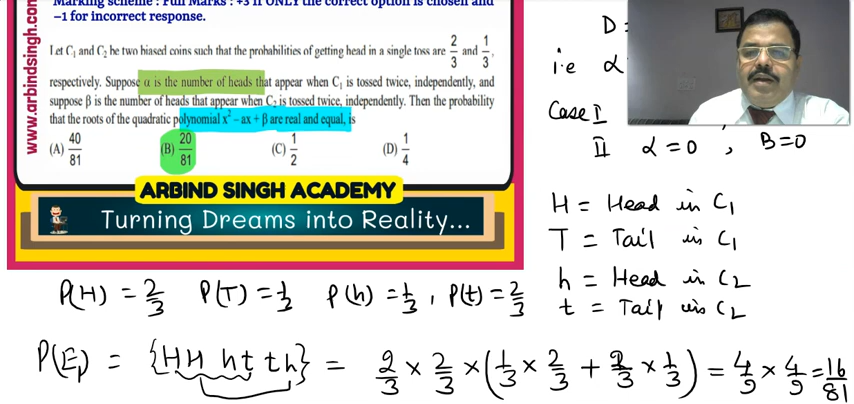 Marking scheme : Full Marks : +3 If ONLY the correct option is chosen and
−1 for incorrect response.
www.arbindsingh.com
Let C₁ and C₂ be two biased coins such that the probabilities of getting head in a single toss are 2/3 and 1/3,
respectively. Suppose α is the number of heads that appear when C₁ is tossed twice, independently, and
suppose β is the number of heads that appear when C₂ is tossed twice, independently. Then the probability
that the roots of the quadratic polynomial x² − αx + β are real and equal, is
(A) 40/81 (B) 20/81 (C) 1/2 (D) 1/4
ARBIND SINGH ACADEMY
Turning Dreams into Reality...
D =
i.e α
Case I
II α = 0 , B = 0
H = Head in C₁
T = Tail in C₁
h = Head in C₂
t = Tail in C₂
P(H) = 2/3 P(T) = 1/3 P(h) = 1/3, P(t) = 2/3
P(E₁) = {HH ht th} = 2/3 × 2/3 × (1/3 × 2/3 + 2/3 × 1/3) = 4/9 × 4/9 = 16/81